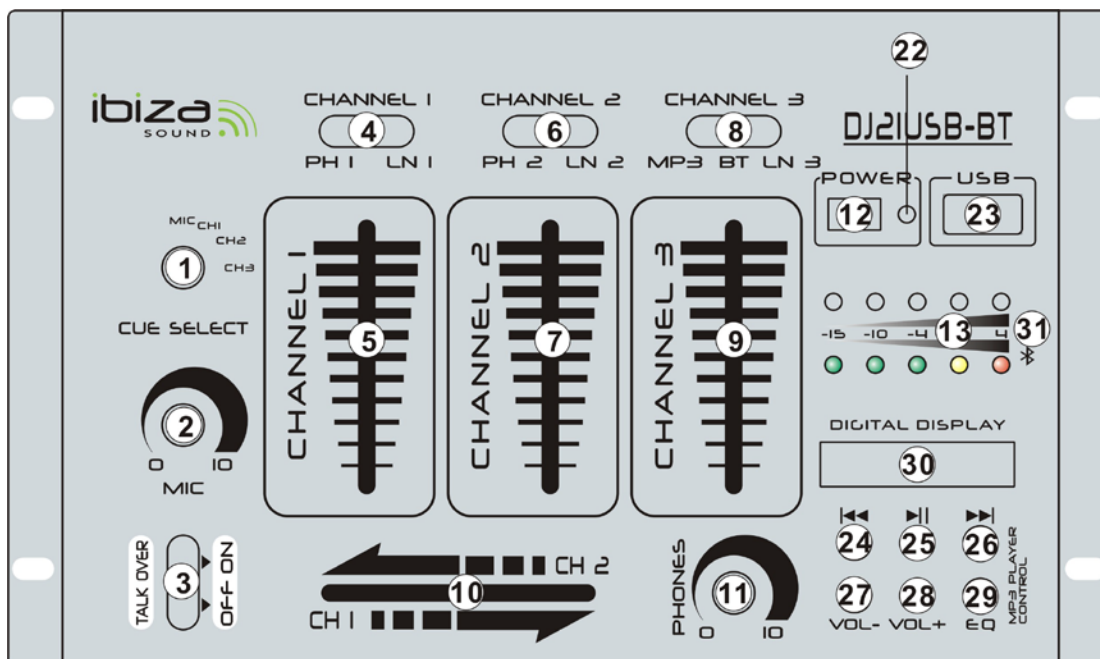 22
ibiza
SOUND
CHANNEL 1
4
PH 1 LN 1
CHANNEL 2
6
PH 2 LN 2
CHANNEL 3
8
MP3 BT LN 3
DJ21USB-BT
POWER
12
USB
23
MIC CH1
CH2
CH3
1
CUE SELECT
2
0 10
MIC
TALK OVER
3
OFF ON
CHANNEL 1
5
CHANNEL 2
7
CHANNEL 3
9
-15 -10 -4 13 4
31
DIGITAL DISPLAY
30
24 25 26
27 28 29
VOL- VOL+ EQ
MP3 PLAYER
CONTROL
CH 2
10
CH 1
PHONES
11
0 10